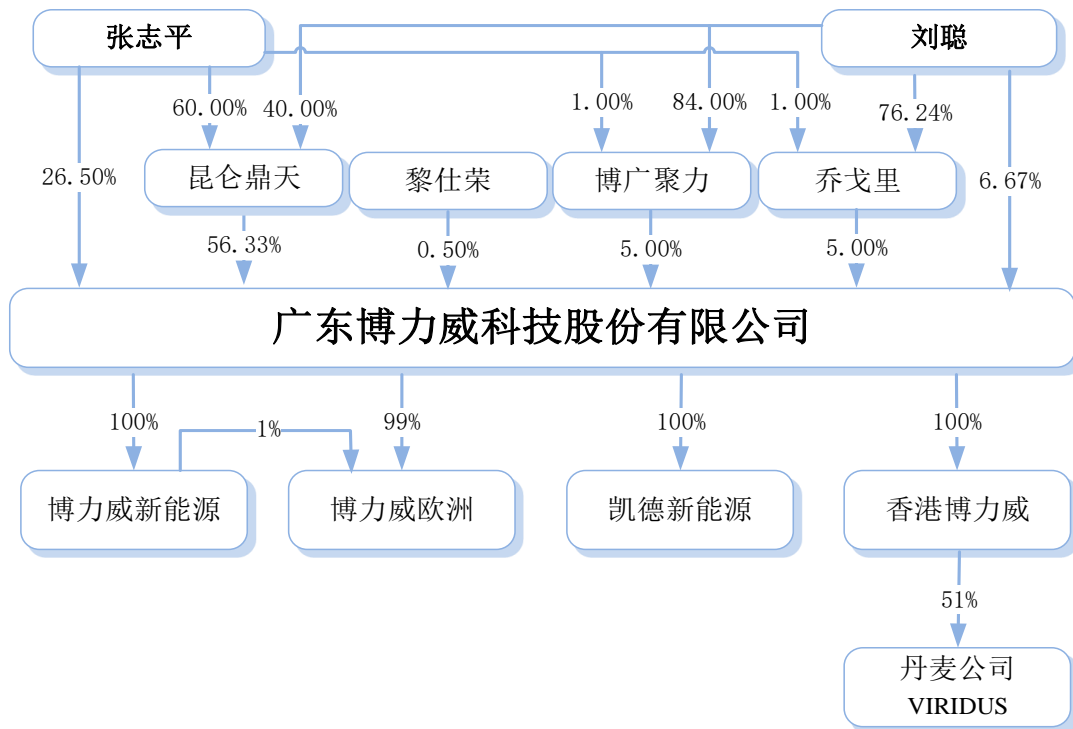 张志平
刘聪
60.00%
40.00%
1.00%
84.00%
1.00%
76.24%
26.50%
昆仑鼎天
黎仕荣
博广聚力
乔戈里
6.67%
56.33%
0.50%
5.00%
5.00%
广东博力威科技股份有限公司
100%
1%
99%
100%
100%
博力威新能源
博力威欧洲
凯德新能源
香港博力威
51%
丹麦公司
VIRIDUS